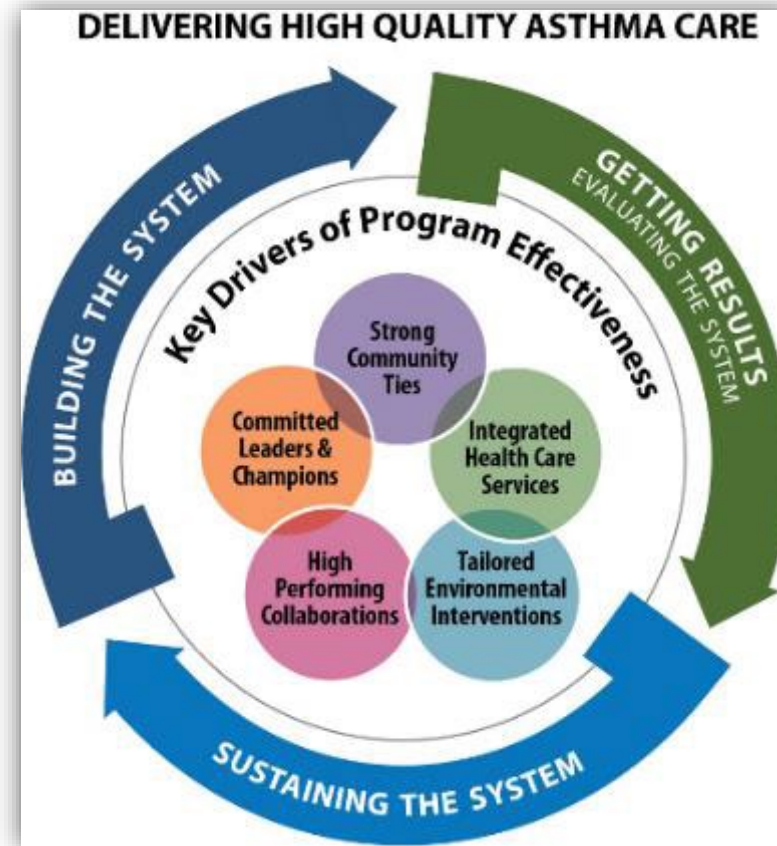 DELIVERING HIGH QUALITY ASTHMA CARE
BUILDING THE SYSTEM
GETTING RESULTS
EVALUATING THE SYSTEM
Key Drivers of Program Effectiveness
Strong
Community
Ties
Committed
Leaders &
Champions
Integrated
Health Care
Services
High
Performing
Collaborations
Tailored
Environmental
Interventions
SUSTAINING THE SYSTEM